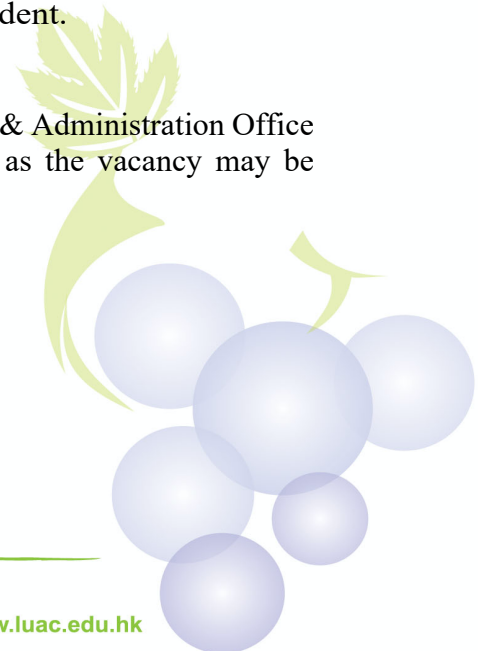 dent.
& Administration Office
as the vacancy may be
w.luac.edu.hk